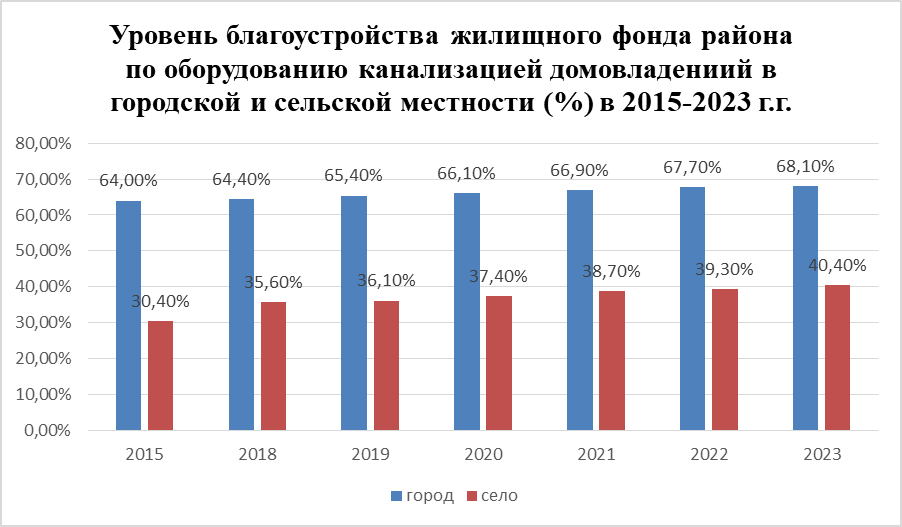 Уровень благоустройства жилищного фонда района
по оборудованию канализацией домовладениий в
городской и сельской местности (%) в 2015-2023 г.г.
80,00%
70,00%
60,00%
50,00%
40,00%
30,00%
20,00%
10,00%
0,00%
64,00% 64,40% 65,40% 66,10% 66,90% 67,70% 68,10%
30,40% 35,60% 36,10% 37,40% 38,70% 39,30% 40,40%
2015 2018 2019 2020 2021 2022 2023
город село